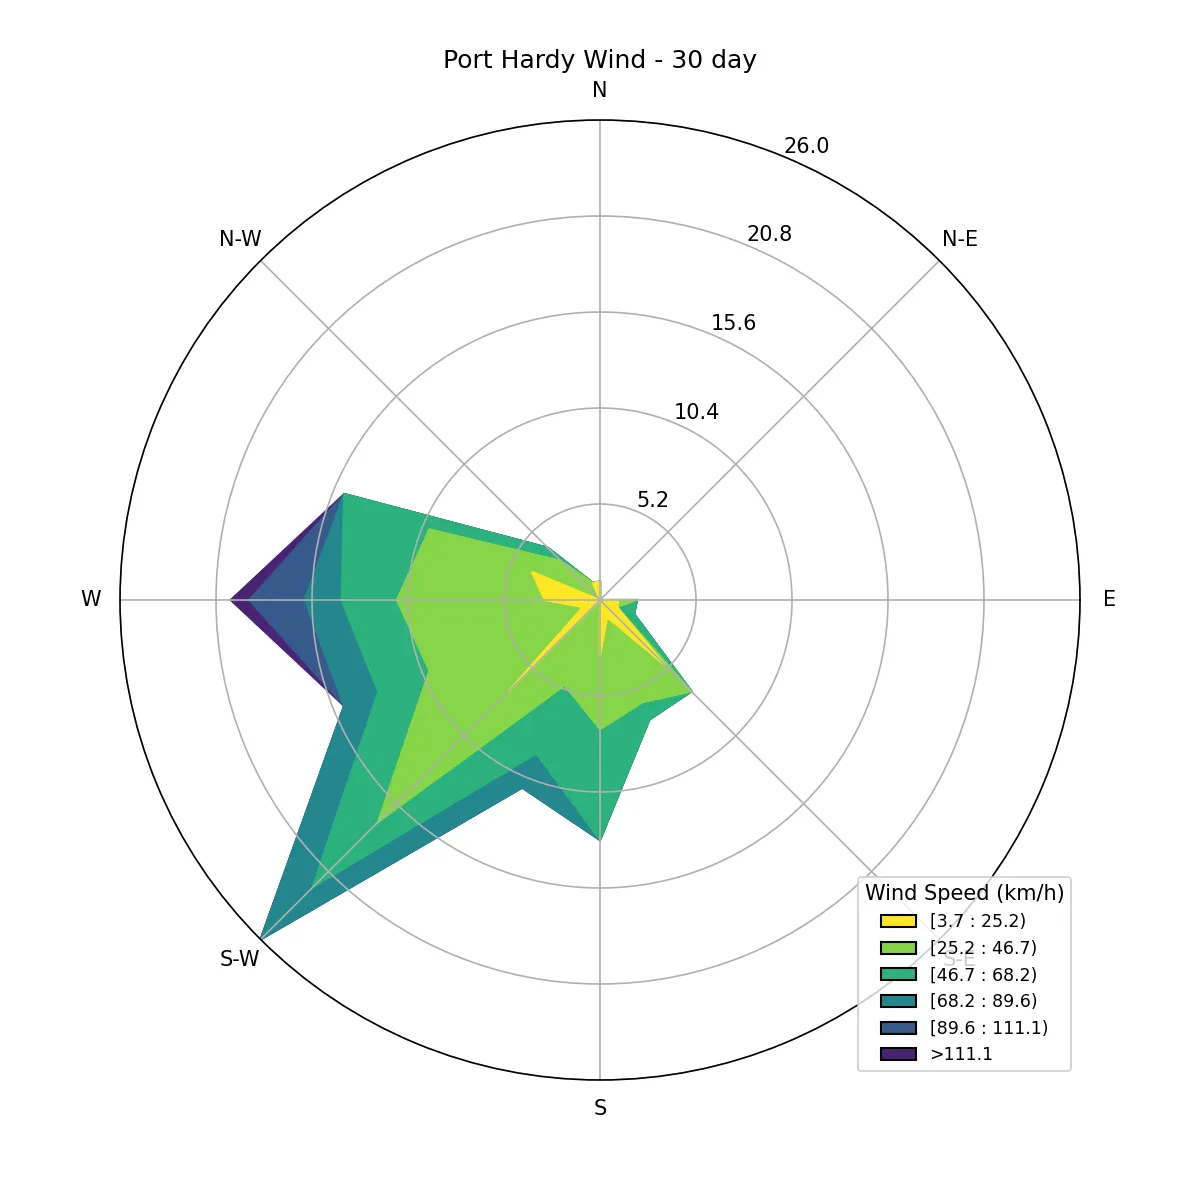 Port Hardy Wind - 30 day
N
26.0
N-W
N-E
20.8
15.6
10.4
5.2
W
E
S-W
S-E
Wind Speed (km/h)
[3.7 : 25.2)
[25.2 : 46.7)
[46.7 : 68.2)
[68.2 : 89.6)
[89.6 : 111.1)
>111.1
S